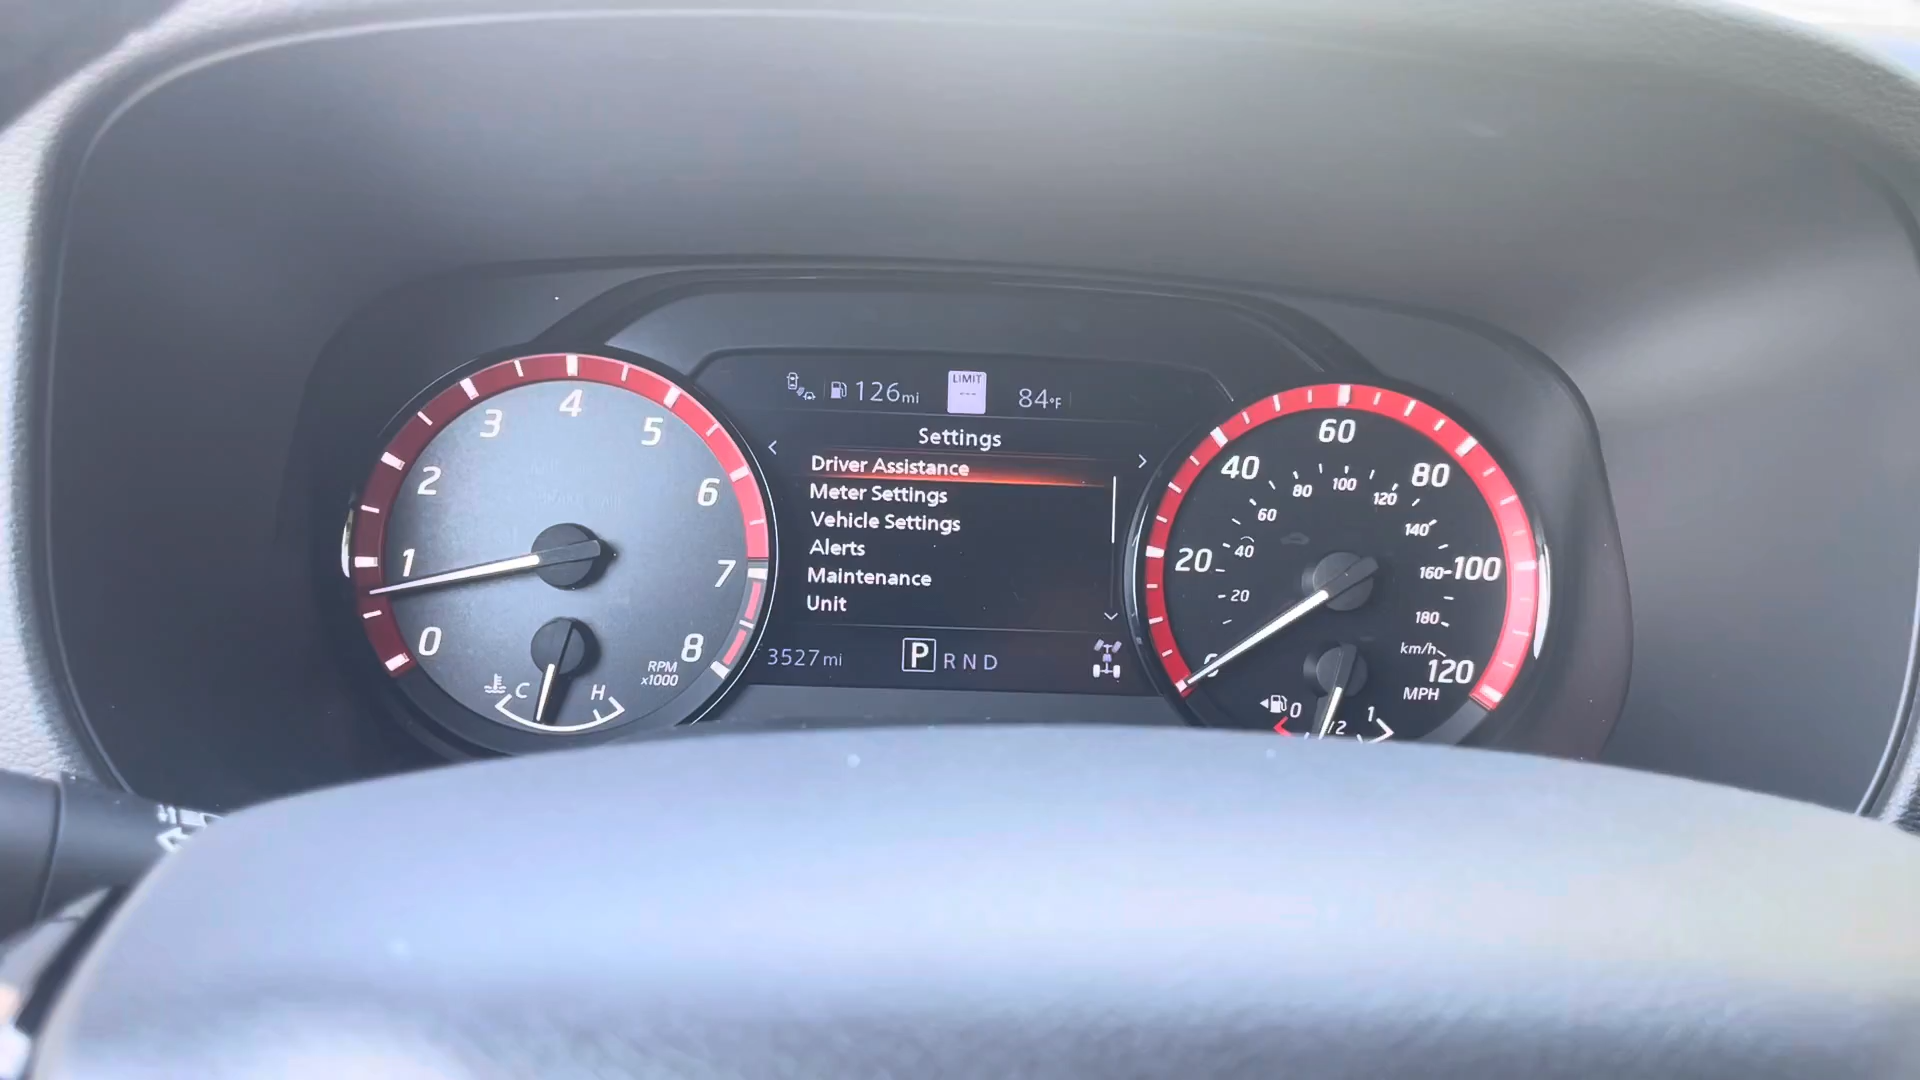 126mi
LIMIT
---
84°F
Settings
Driver Assistance
Meter Settings
Vehicle Settings
Alerts
Maintenance
Unit
3527mi
P R N D
0
1
2
3
4
5
6
7
8
RPM
x1000
C
H
0
20
40
60
80
100
120
MPH
20
40
60
80
100
120
140
160
180
km/h
0
1/2
1